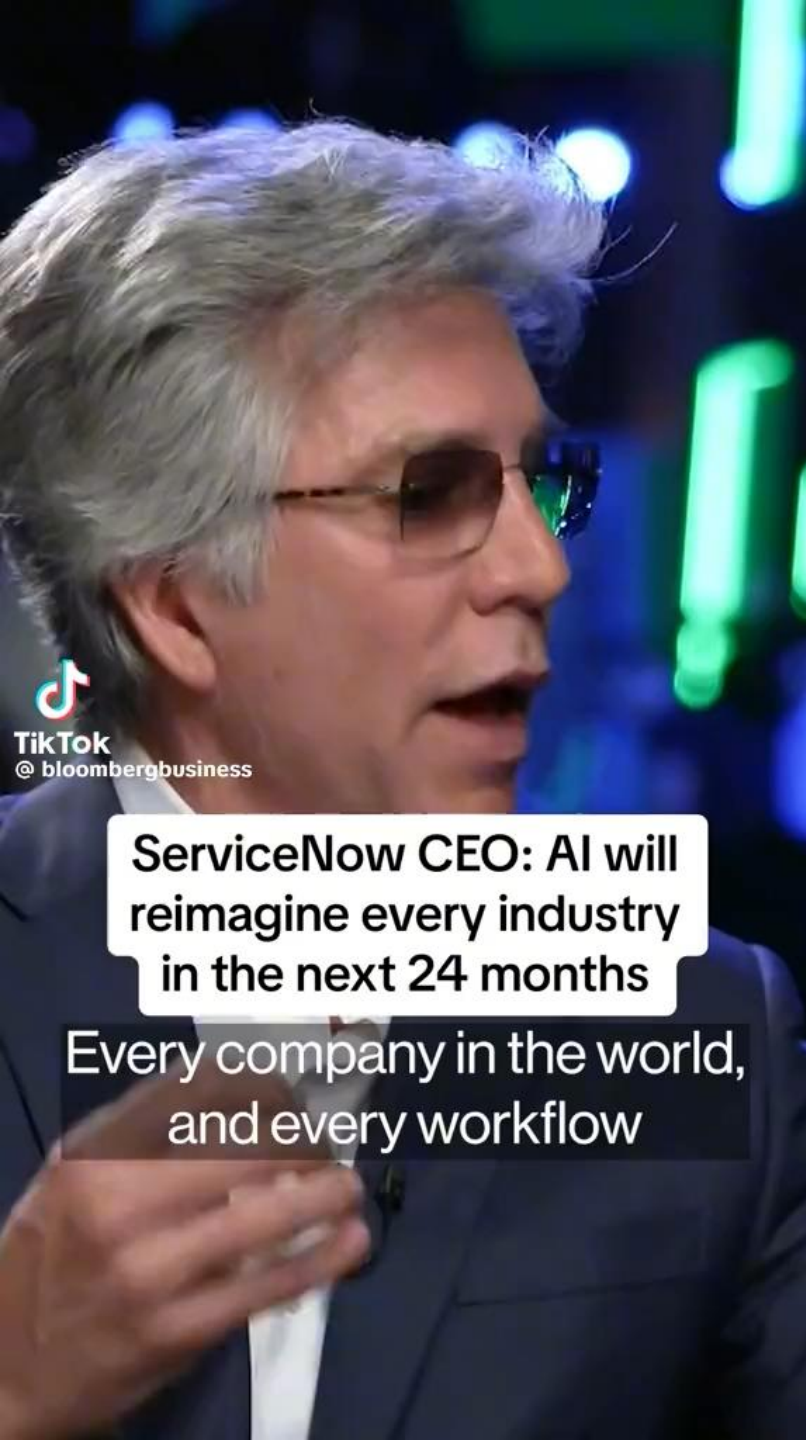 TikTok
@ bloombergbusiness
ServiceNow CEO: AI will
reimagine every industry
in the next 24 months
Every company in the world,
and every workflow